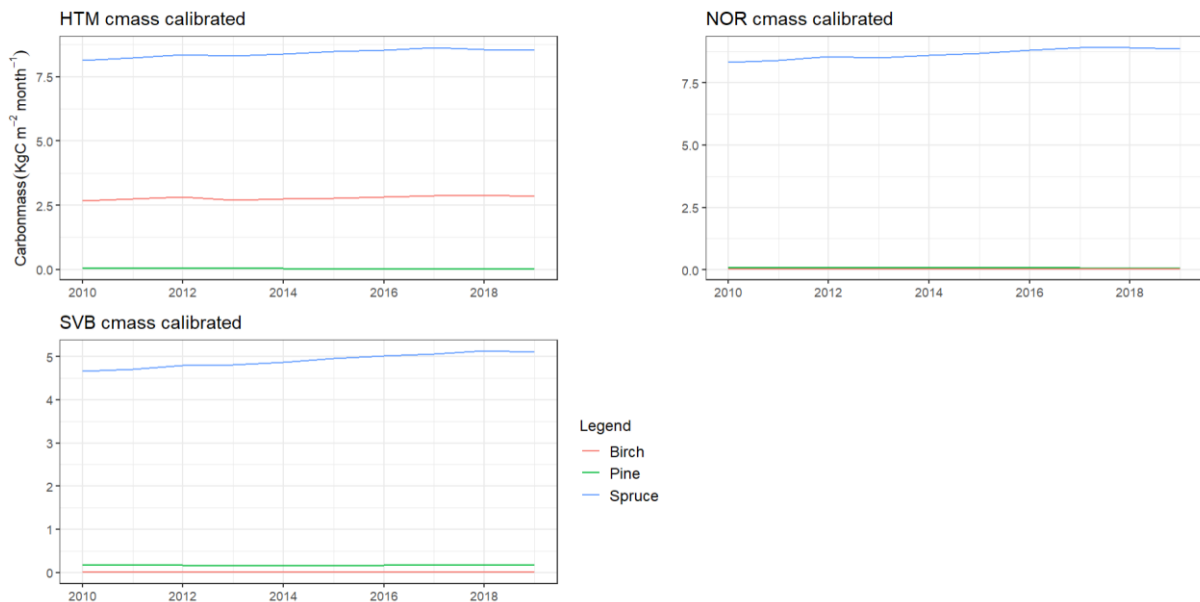 HTM cmass calibrated
Carbonmass(KgC m⁻² month⁻¹)
7.5
5.0
2.5
0.0
2010 2012 2014 2016 2018
NOR cmass calibrated
7.5
5.0
2.5
0.0
2010 2012 2014 2016 2018
SVB cmass calibrated
5
4
3
2
1
0
2010 2012 2014 2016 2018
Legend
Birch
Pine
Spruce